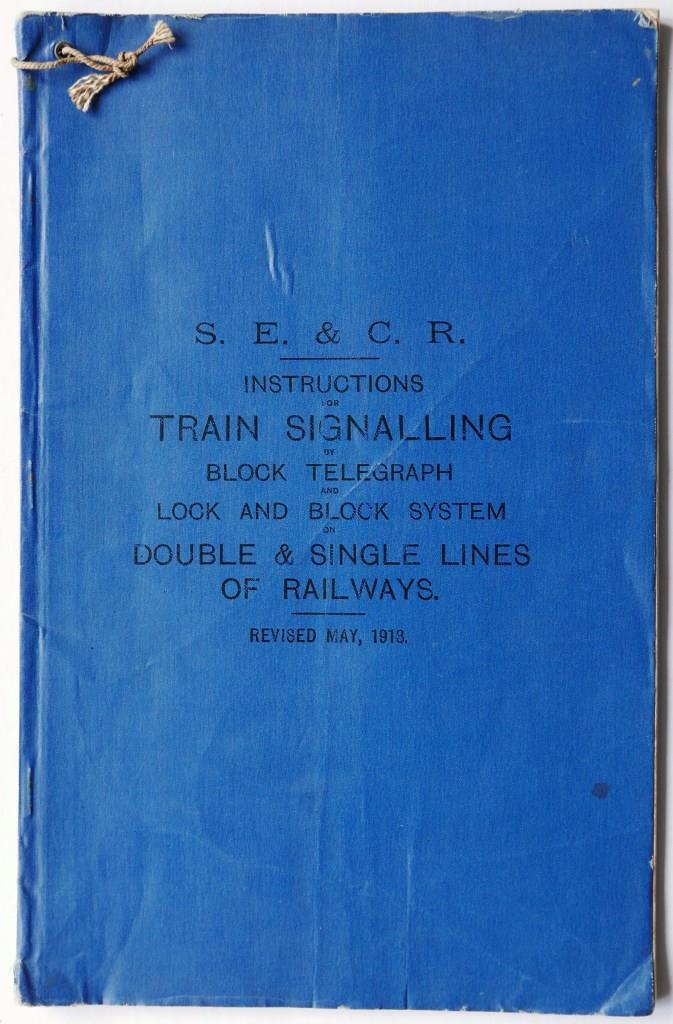 S. E. & C. R.
INSTRUCTIONS
FOR
TRAIN SIGNALLING
BY
BLOCK TELEGRAPH
AND
LOCK AND BLOCK SYSTEM
ON
DOUBLE & SINGLE LINES
OF RAILWAYS.
REVISED MAY, 1913.